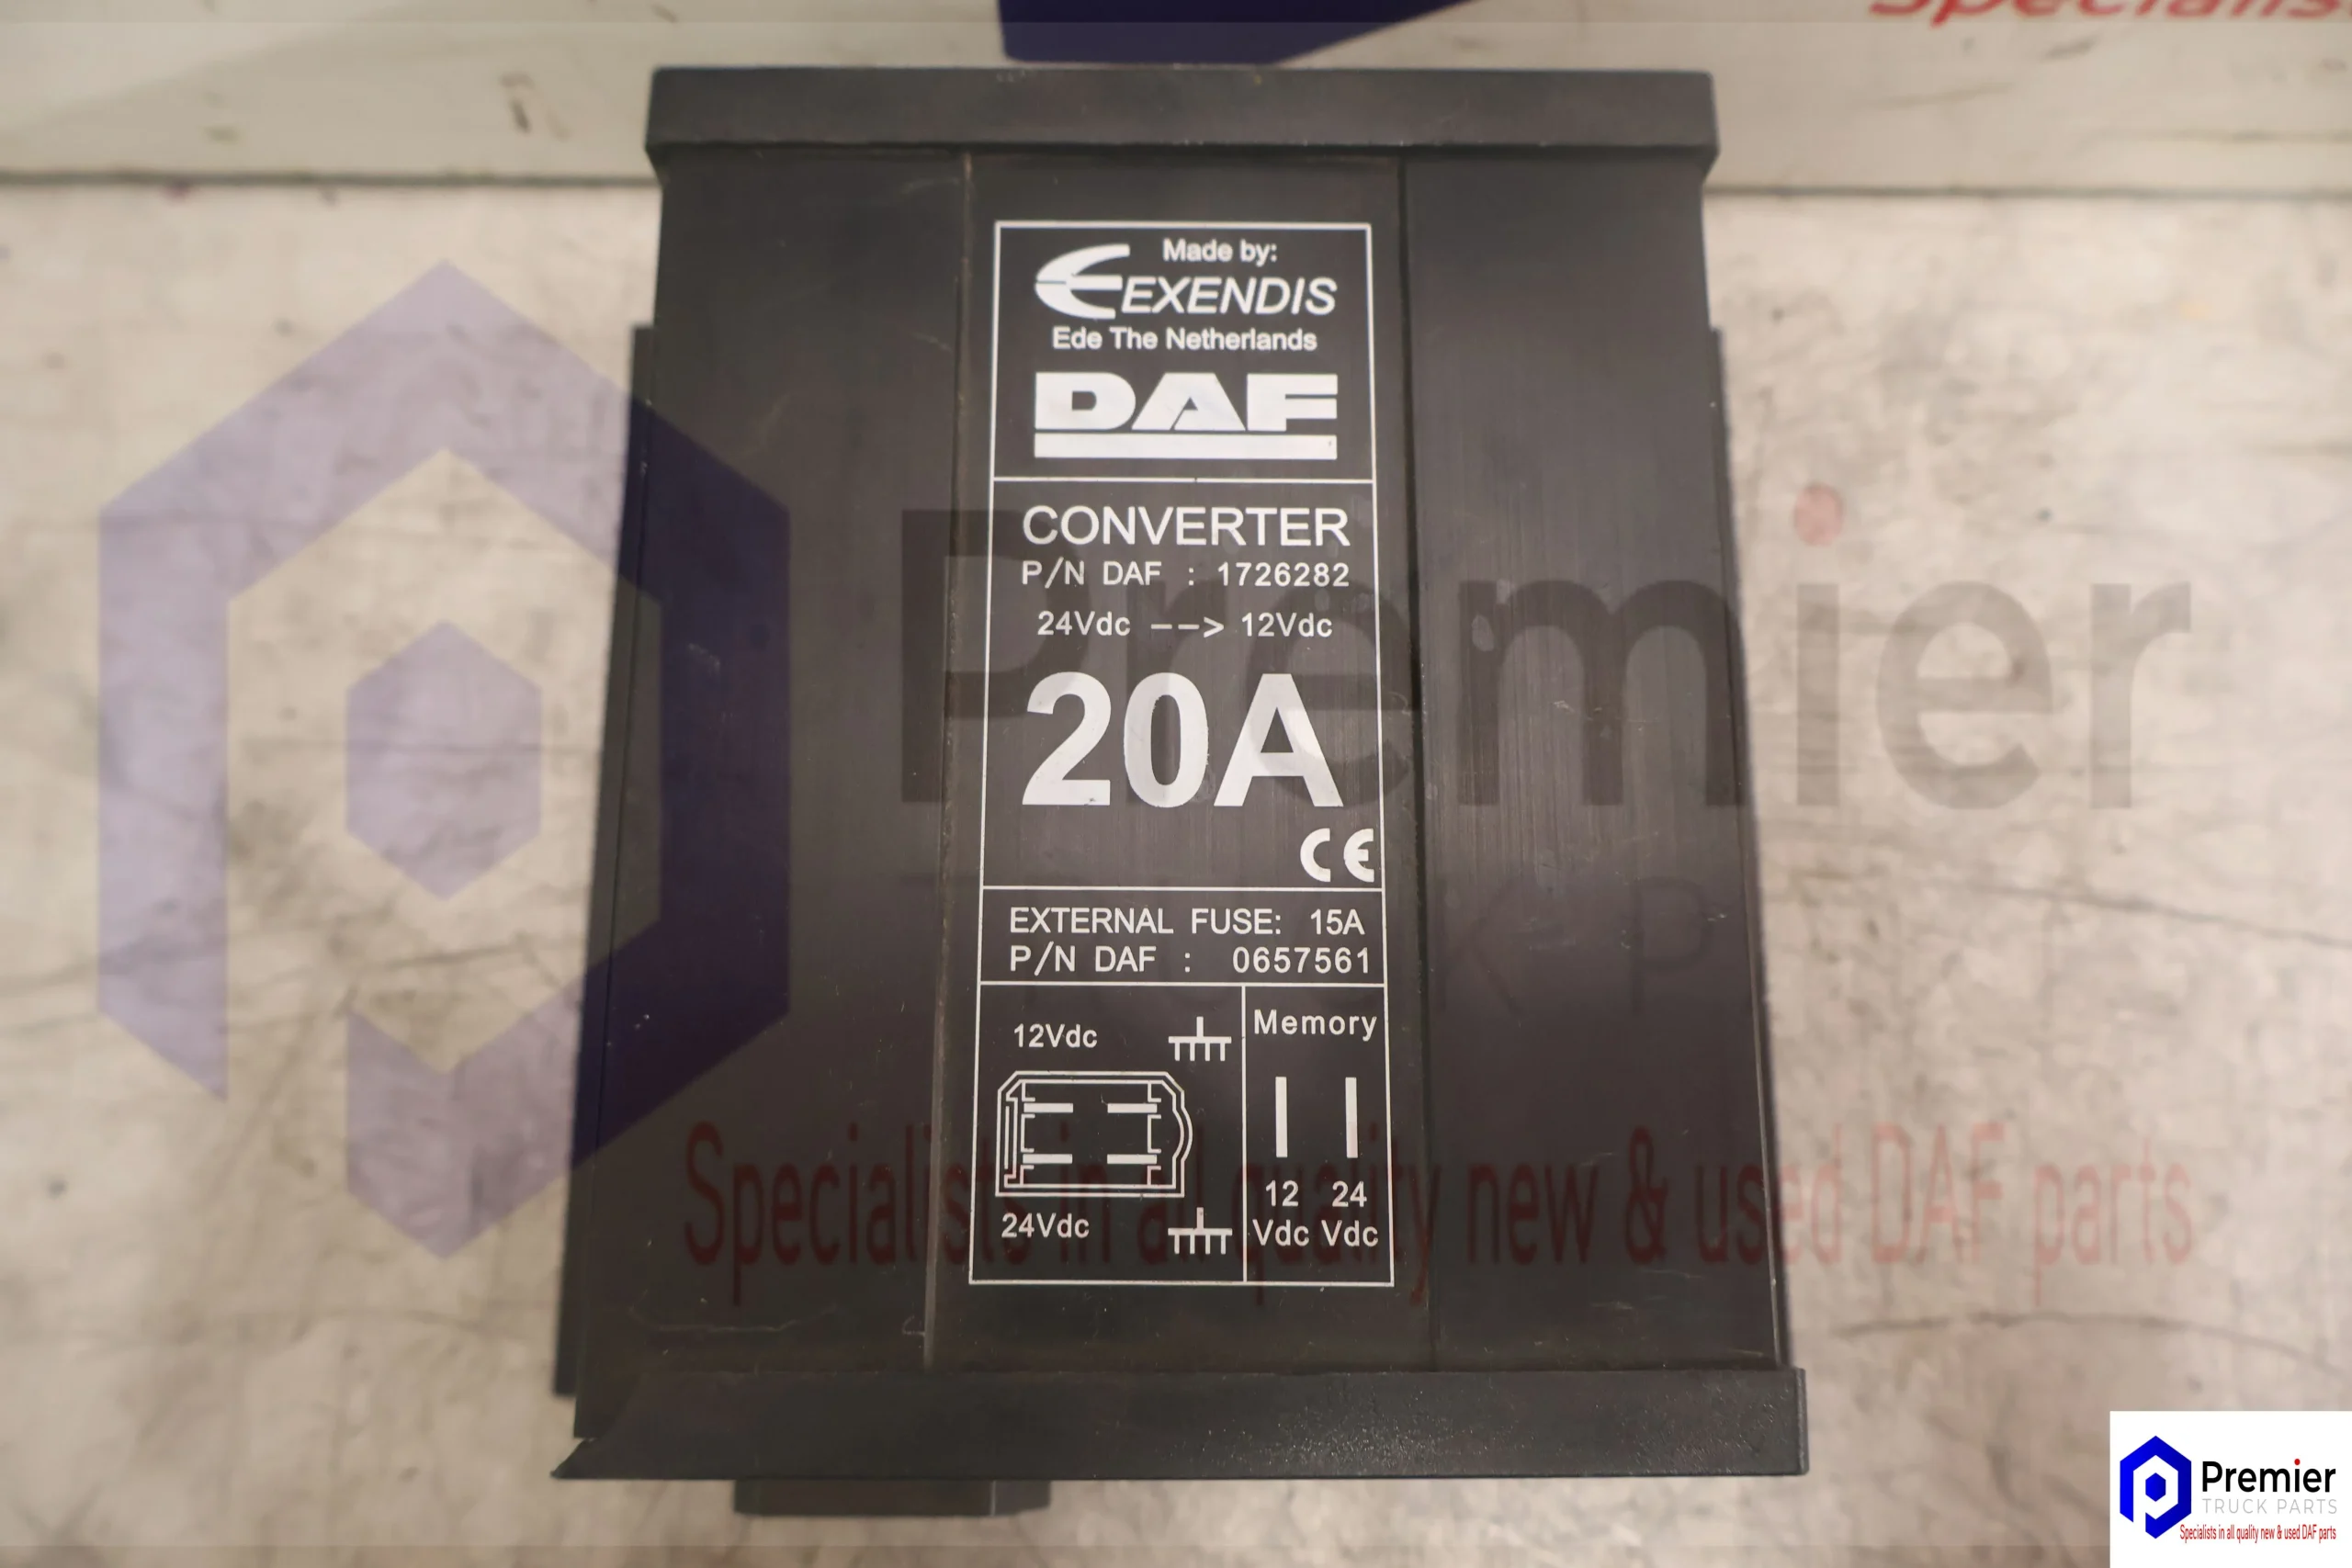 Specialis
Made by:
EXENDIS
Ede The Netherlands
DAF
CONVERTER
P/N DAF : 1726282
24Vdc --> 12Vdc
20A
CE
EXTERNAL FUSE: 15A
P/N DAF : 0657561
12Vdc
24Vdc
Memory
12 24
Vdc Vdc
Premier
Specialists in all quality new & used DAF parts
Premier
TRUCK PARTS
Specialists in all quality new & used DAF parts